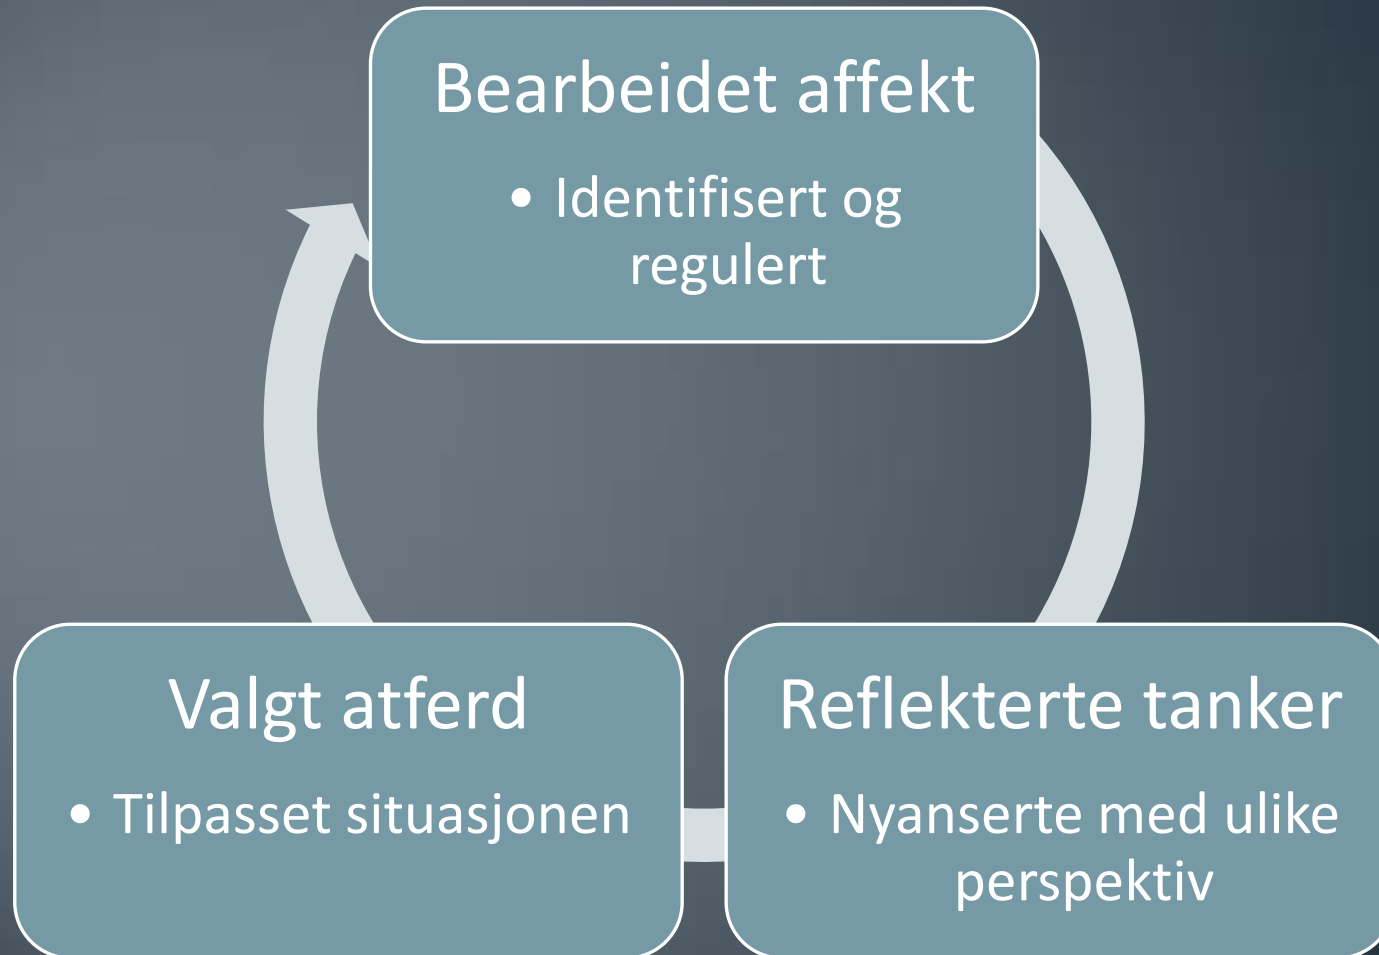 Bearbeidet affekt
• Identifisert og
regulert
Valgt atferd
• Tilpasset situasjonen
Reflekterte tanker
• Nyanserte med ulike
perspektiv